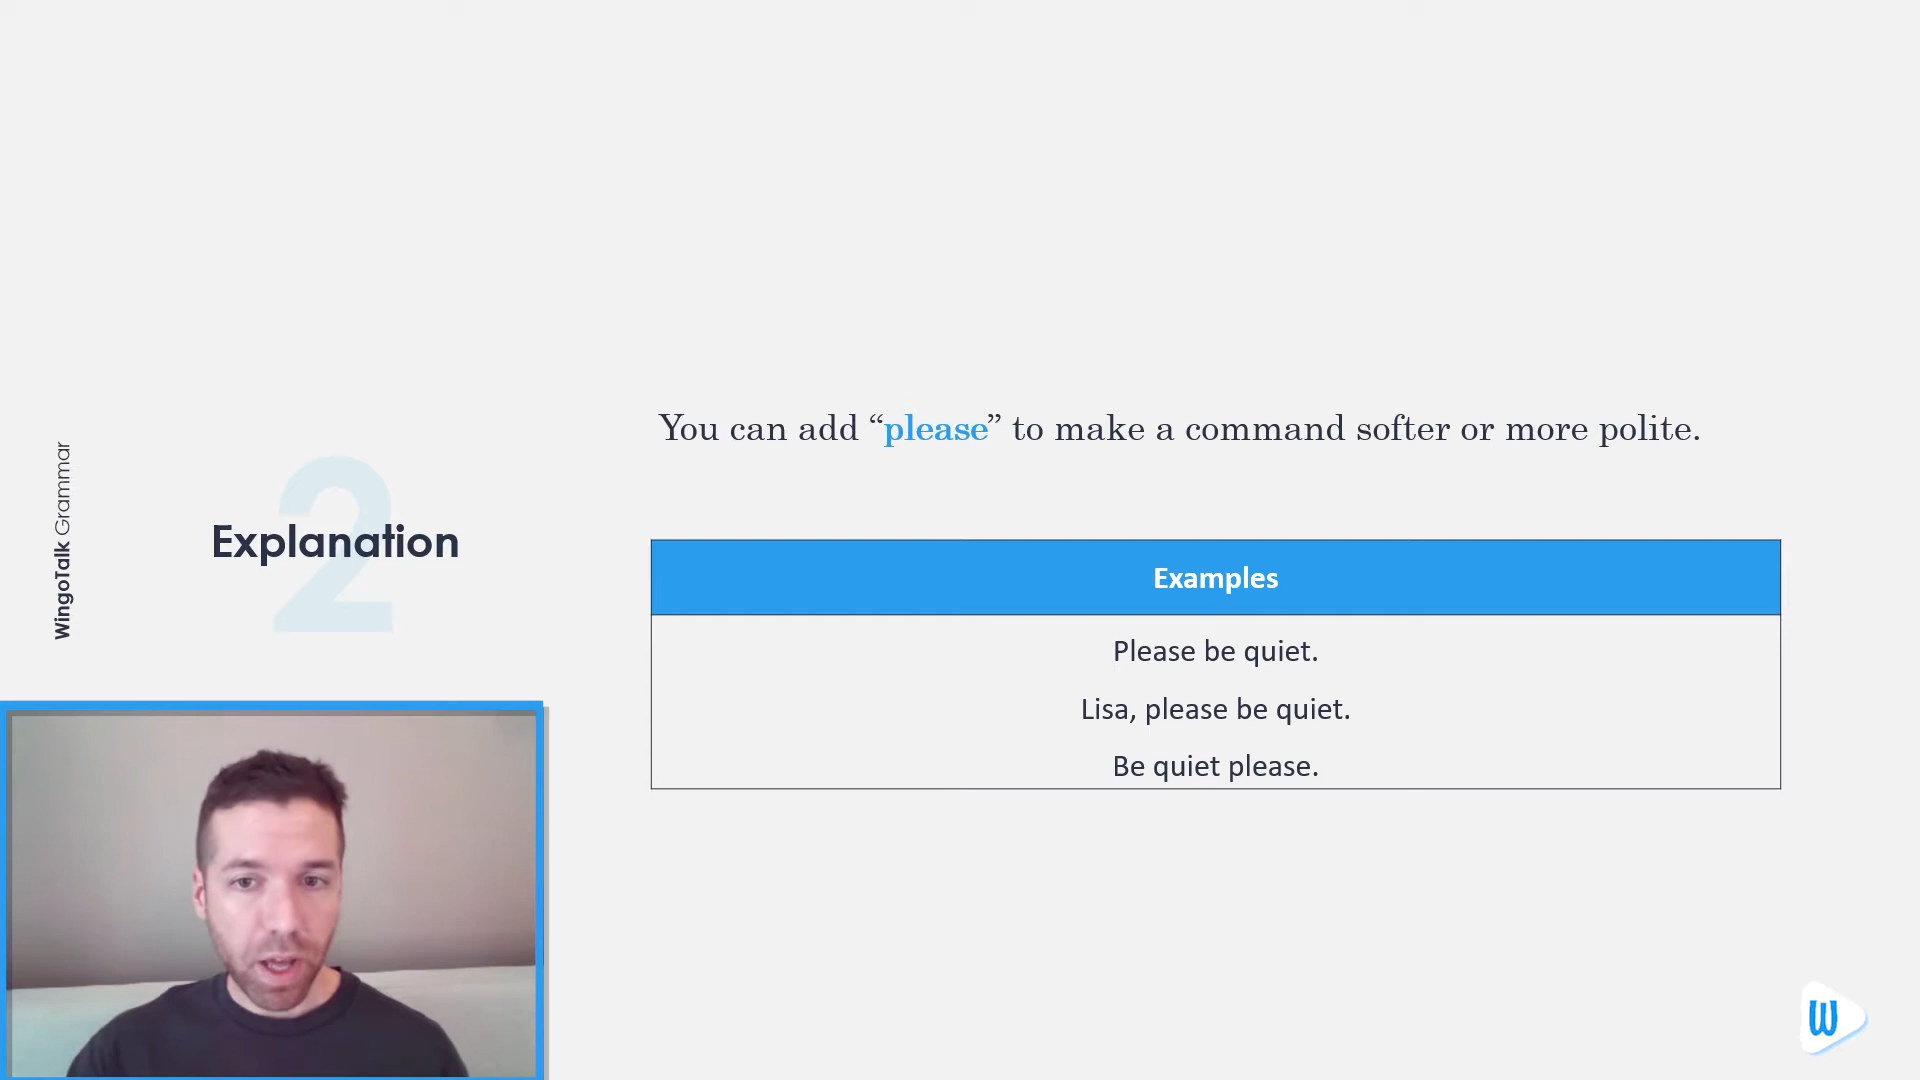 You can add “please” to make a command softer or more polite.
WingoTalk Grammar
2
Explanation
Examples
Please be quiet.
Lisa, please be quiet.
Be quiet please.
W